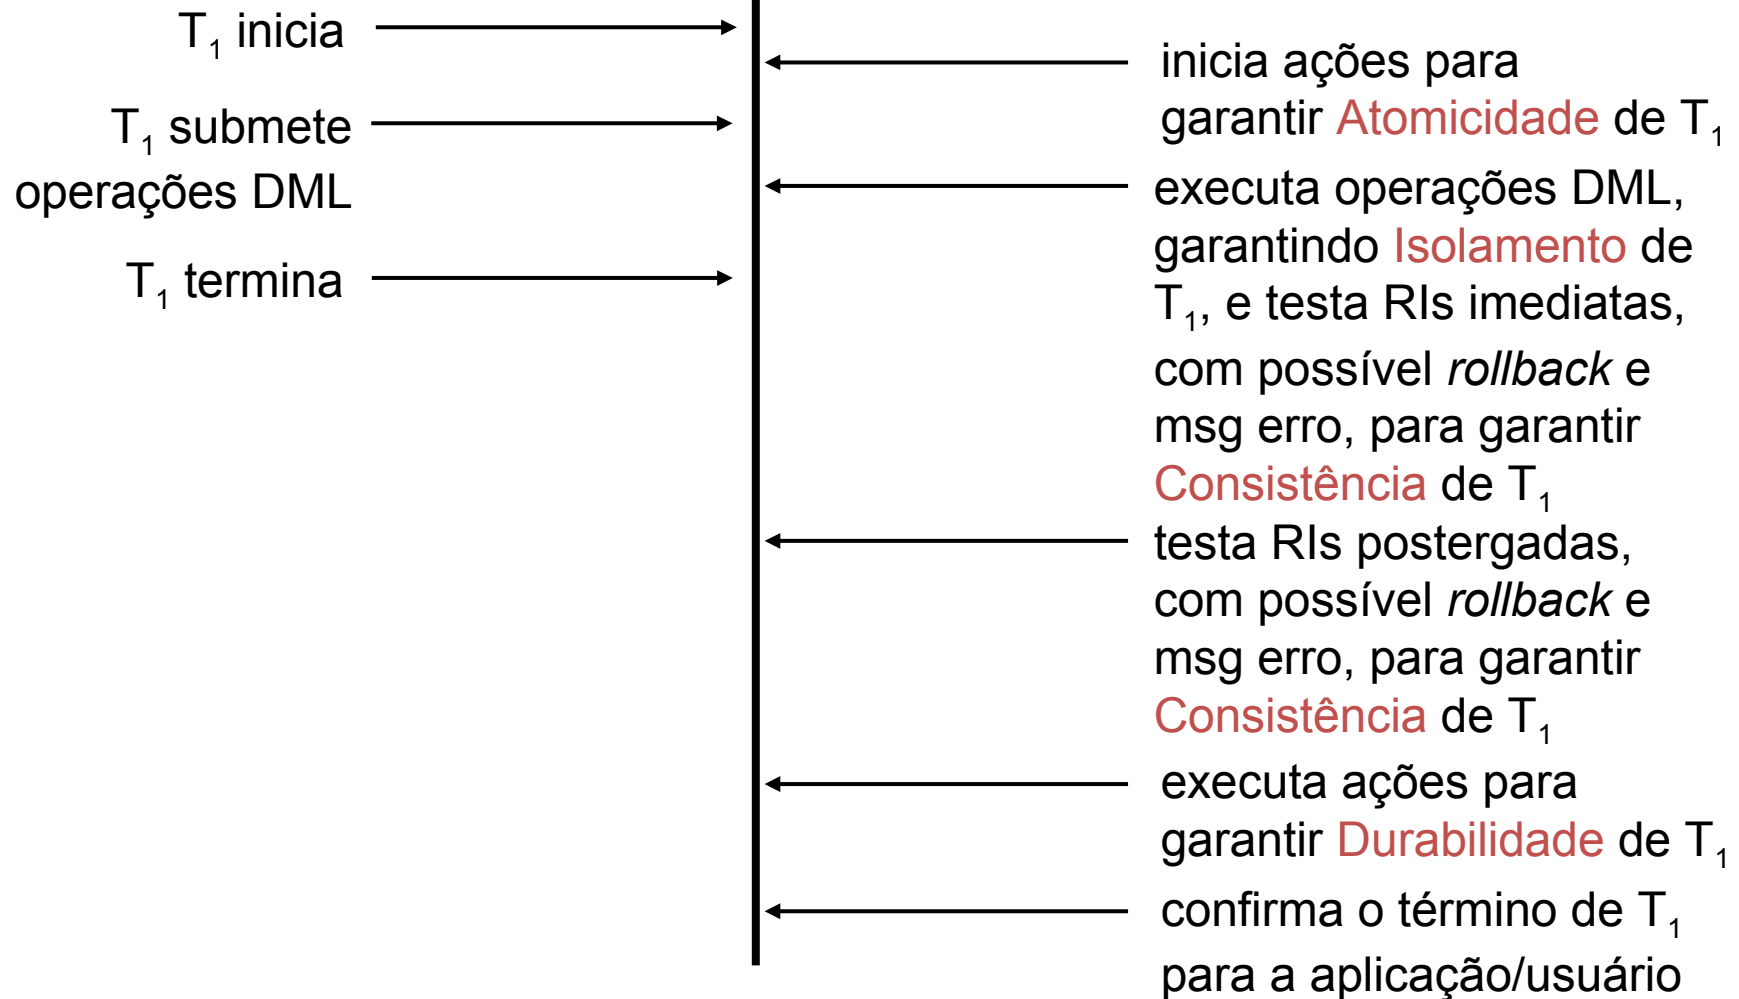 T₁ inicia
T₁ submete
operações DML
T₁ termina
inicia ações para
garantir Atomicidade de T₁
executa operações DML,
garantindo Isolamento de
T₁, e testa RIs imediatas,
com possível rollback e
msg erro, para garantir
Consistência de T₁
testa RIs postergadas,
com possível rollback e
msg erro, para garantir
Consistência de T₁
executa ações para
garantir Durabilidade de T₁
confirma o término de T₁
para a aplicação/usuário